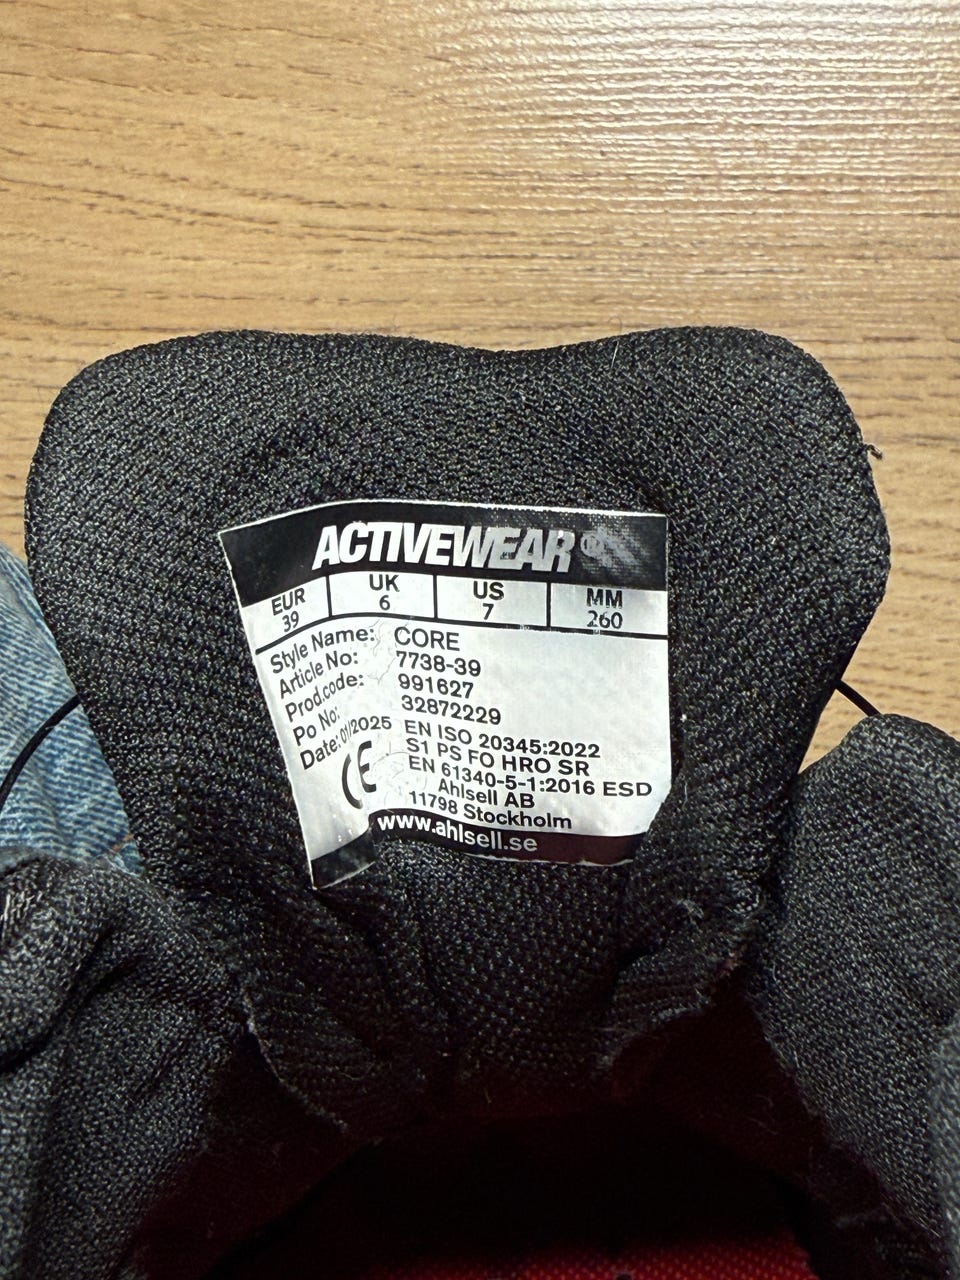 ACTIVEWEAR®
EUR UK US MM
39 6 7 260
Style Name: CORE
Article No: 7738-39
Prod.code: 991627
Po No: 32872229
Date: 01/2025 EN ISO 20345:2022
S1 PS FO HRO SR
CE EN 61340-5-1:2016 ESD
Ahlsell AB
11798 Stockholm
www.ahlsell.se